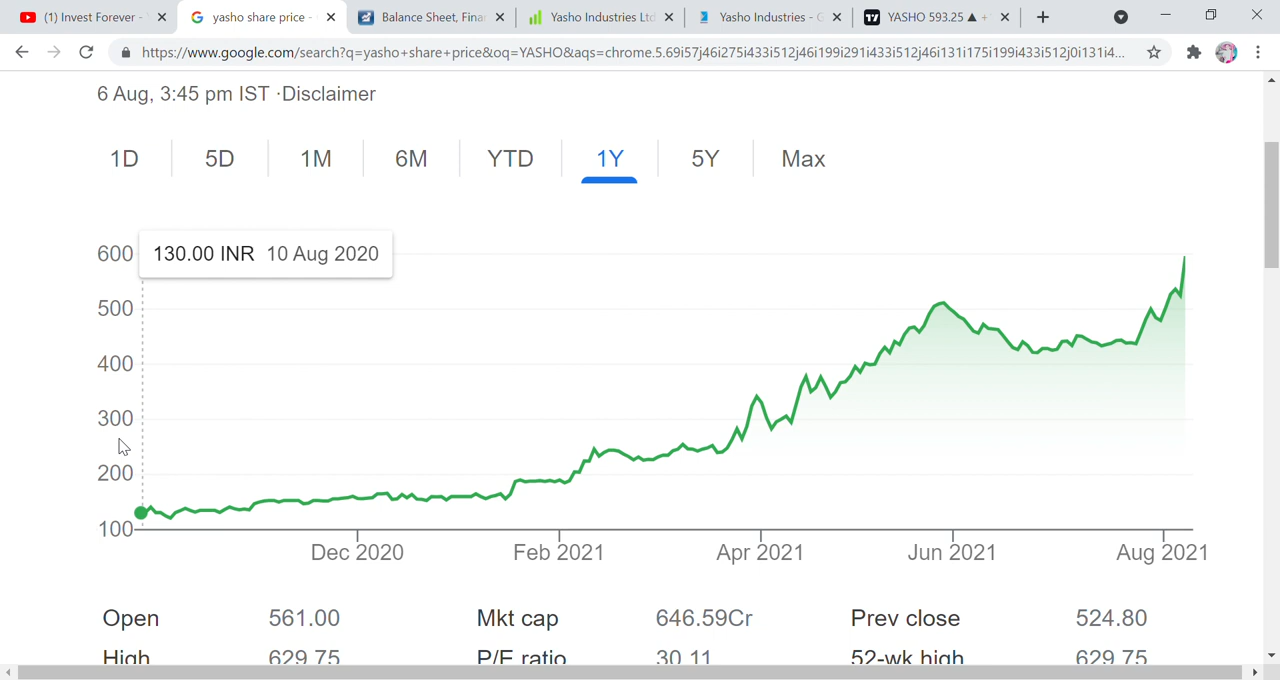 (1) Invest Forever -
yasho share price -
Balance Sheet, Finan
Yasho Industries Ltd
Yasho Industries - G
YASHO 593.25 ▲ +
https://www.google.com/search?q=yasho+share+price&oq=YASHO&aqs=chrome.5.69i57j46i275i433i512j46i199i291i433i512j46i131i175i199i433i512j0i131i4...
6 Aug, 3:45 pm IST ·Disclaimer
1D 5D 1M 6M YTD 1Y 5Y Max
130.00 INR 10 Aug 2020
600
500
400
300
200
100
Dec 2020 Feb 2021 Apr 2021 Jun 2021 Aug 2021
Open 561.00 Mkt cap 646.59Cr Prev close 524.80
High 629.75 P/E ratio 30.11 52-wk high 629.75